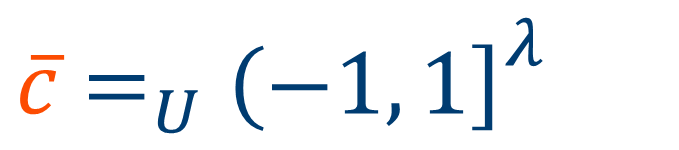 c̄ =_U (−1, 1]^λ